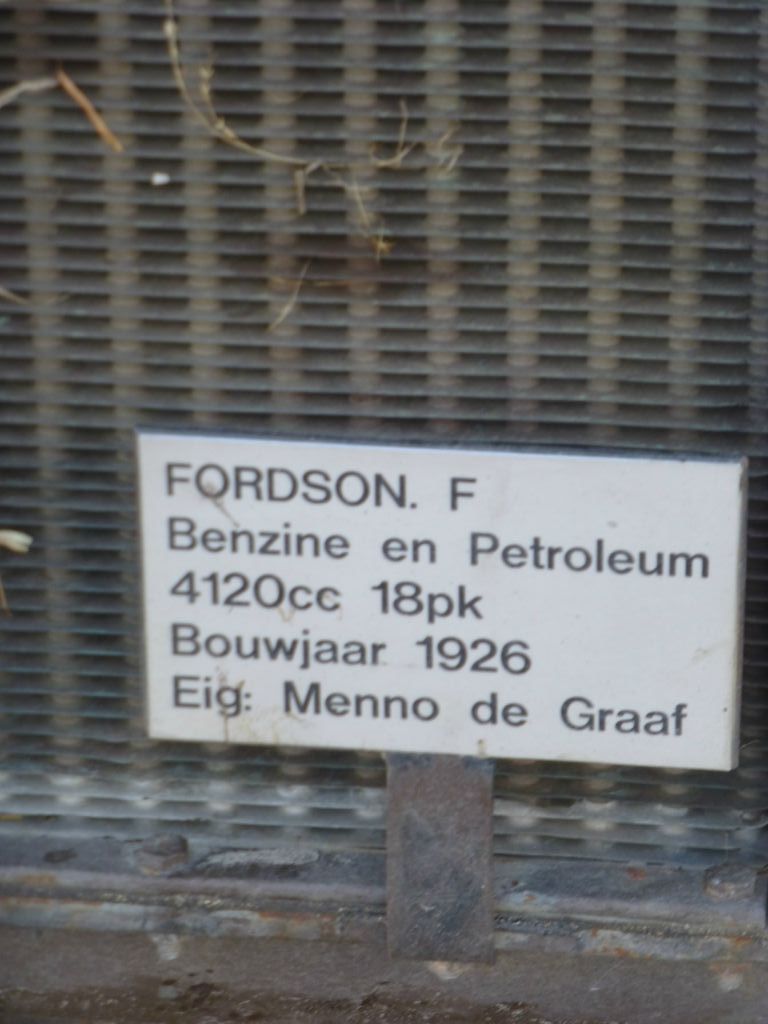 FORDSON. F
Benzine en Petroleum
4120cc 18pk
Bouwjaar 1926
Eig: Menno de Graaf